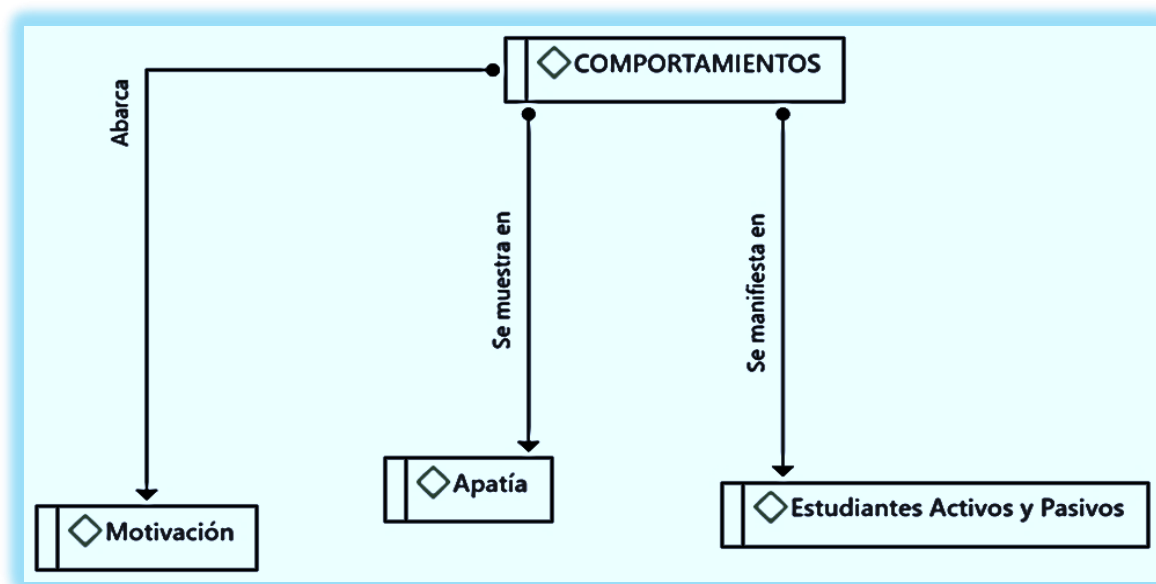 COMPORTAMIENTOS
Abarca
Se muestra en
Se manifiesta en
Motivación
Apatía
Estudiantes Activos y Pasivos